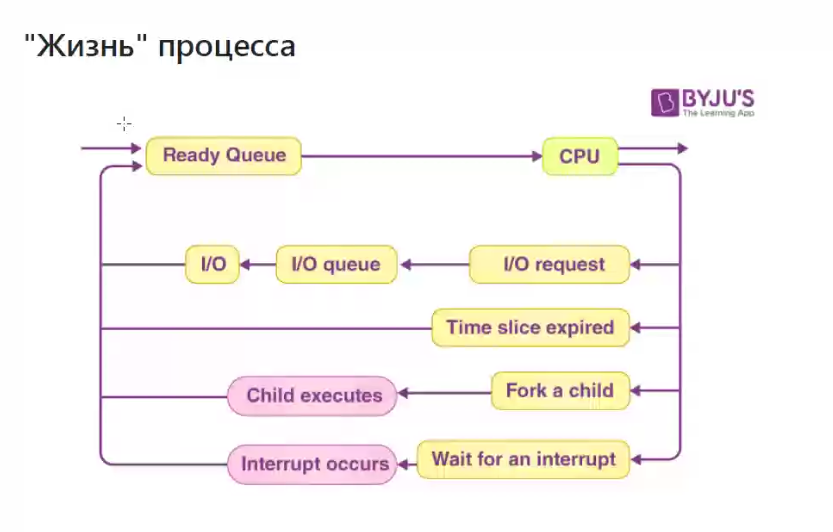 "Жизнь" процесса
BYJU'S
The Learning App
Ready Queue
CPU
I/O
I/O queue
I/O request
Time slice expired
Child executes
Fork a child
Interrupt occurs
Wait for an interrupt